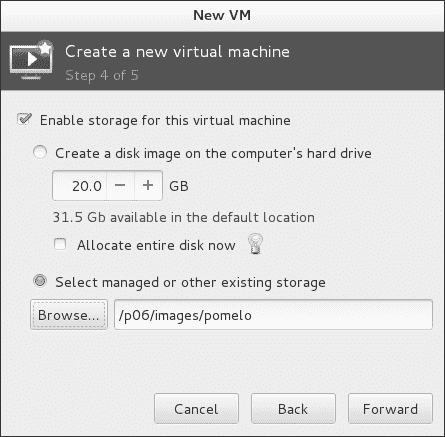 New VM
Create a new virtual machine
Step 4 of 5
Enable storage for this virtual machine
Create a disk image on the computer's hard drive
20.0 − + GB
31.5 Gb available in the default location
Allocate entire disk now
Select managed or other existing storage
Browse... /p06/images/pomelo
Cancel Back Forward